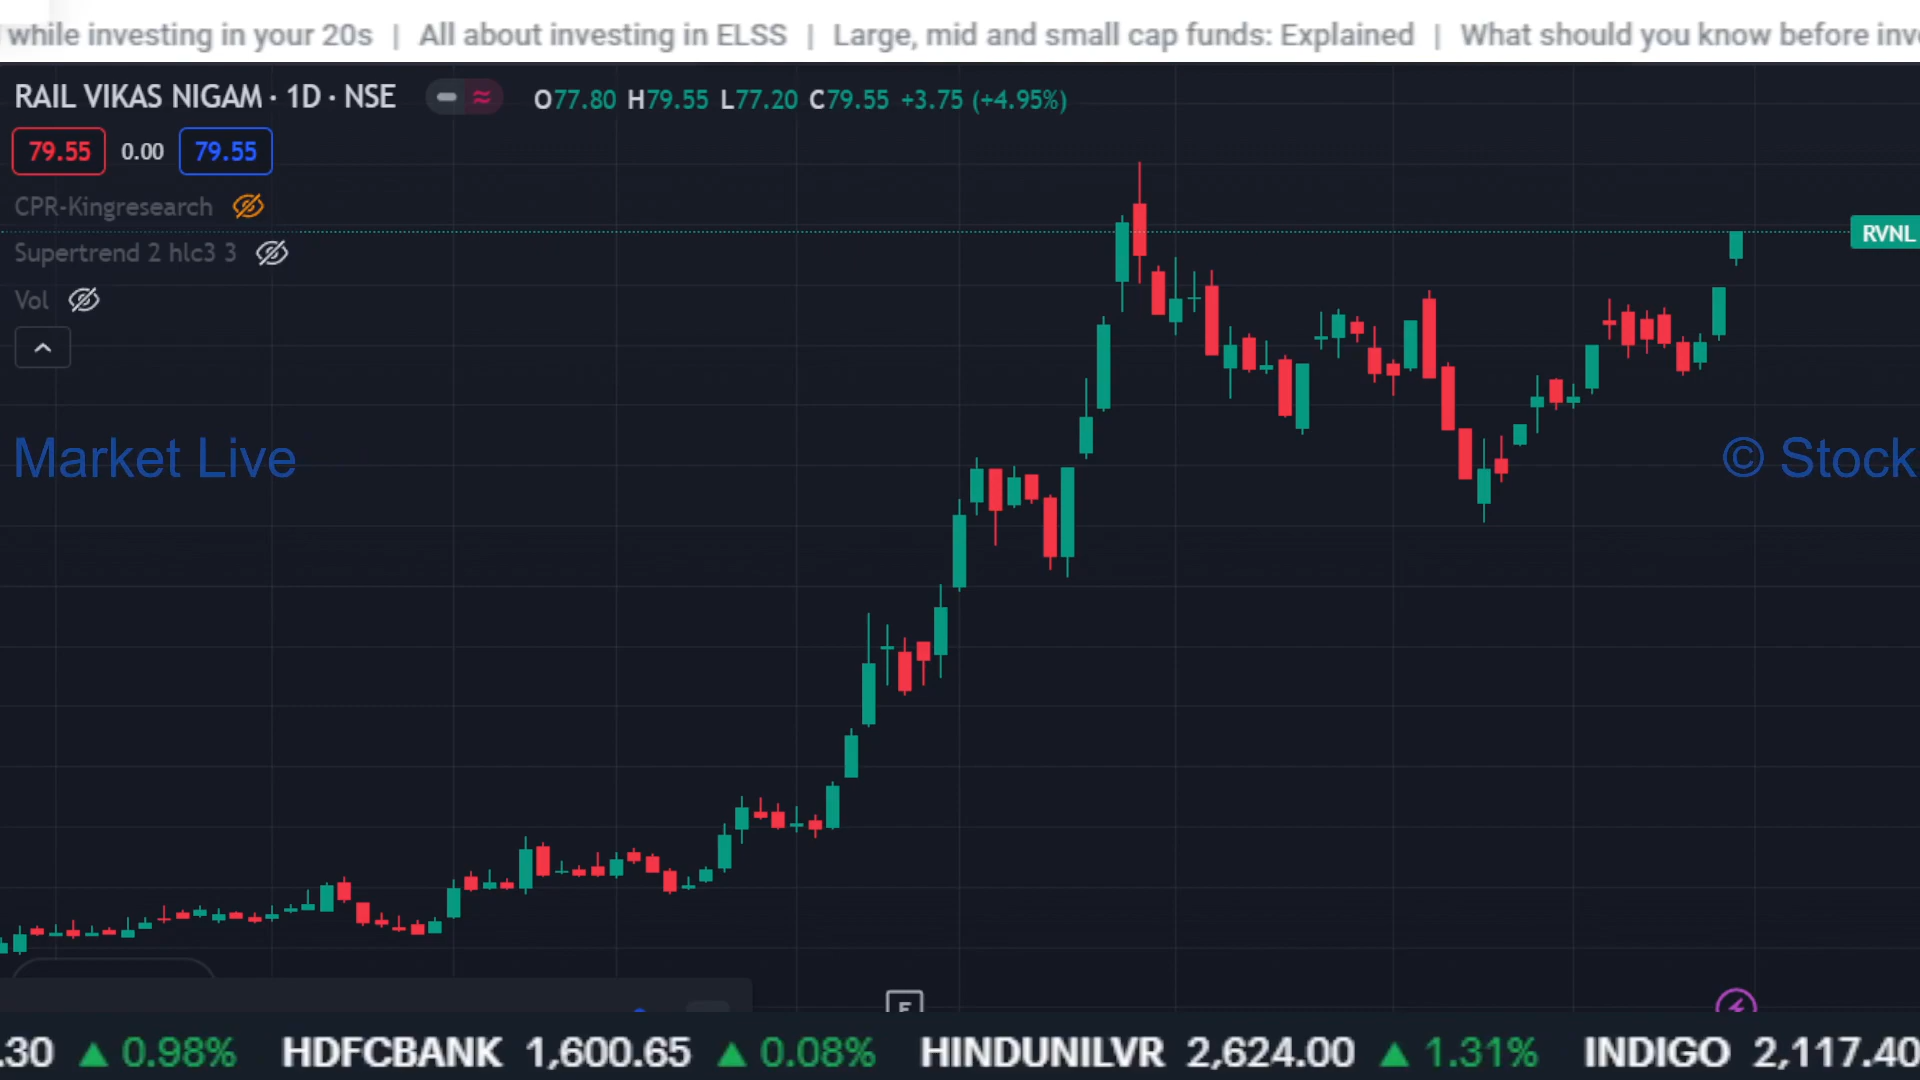 while investing in your 20s | All about investing in ELSS | Large, mid and small cap funds: Explained | What should you know before inv
RAIL VIKAS NIGAM · 1D · NSE O77.80 H79.55 L77.20 C79.55 +3.75 (+4.95%)
79.55 0.00 79.55
CPR-Kingresearch
RVNL
Supertrend 2 hlc3 3
Vol
Market Live © Stock
E
.30 ▲ 0.98% HDFCBANK 1,600.65 ▲ 0.08% HINDUNILVR 2,624.00 ▲ 1.31% INDIGO 2,117.40